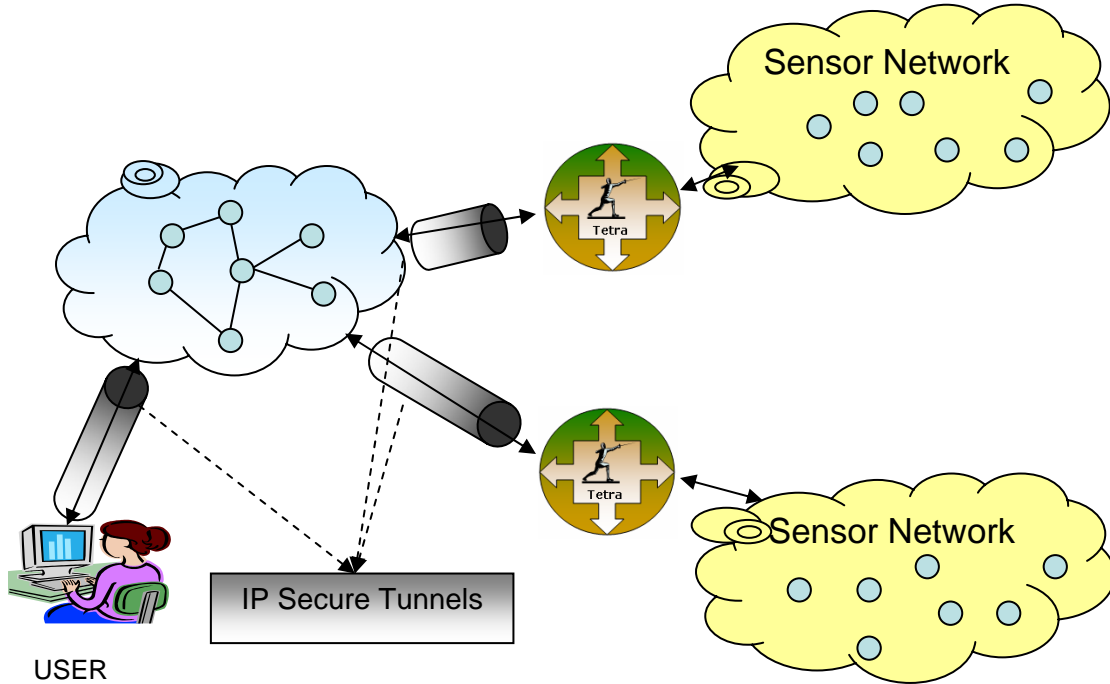 Sensor Network
Tetra
Tetra
Sensor Network
IP Secure Tunnels
USER